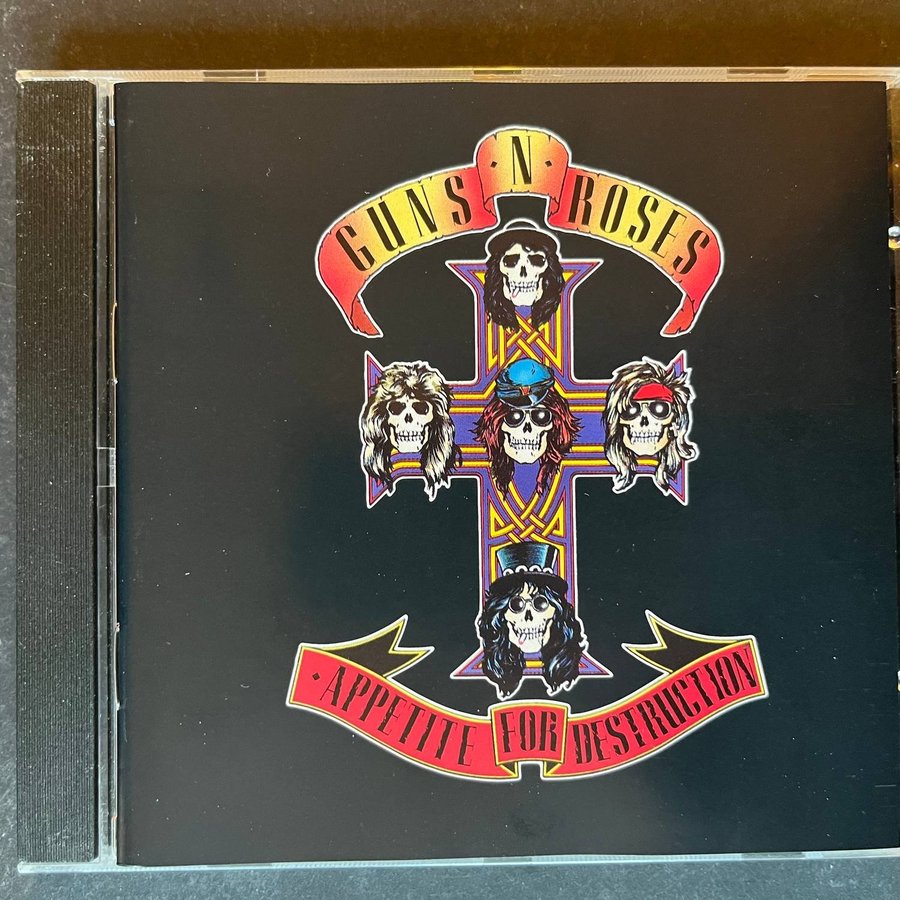 GUNS ·N· ROSES
·APPETITE FOR DESTRUCTION